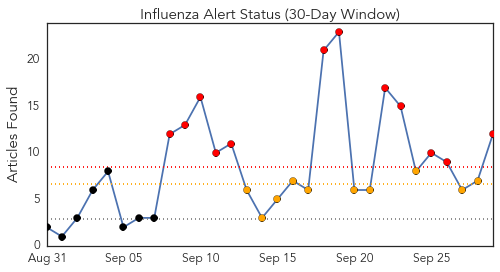 Influenza Alert Status (30-Day Window)
Articles Found
20
15
10
5
0
Aug 31 Sep 05 Sep 10 Sep 15 Sep 20 Sep 25